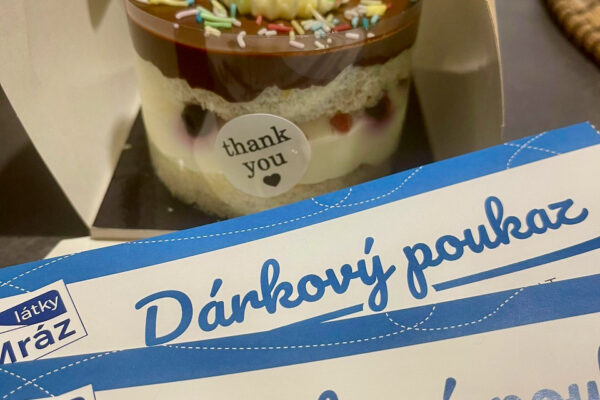 thank
you
Dárkový poukaz
látky
Mráz